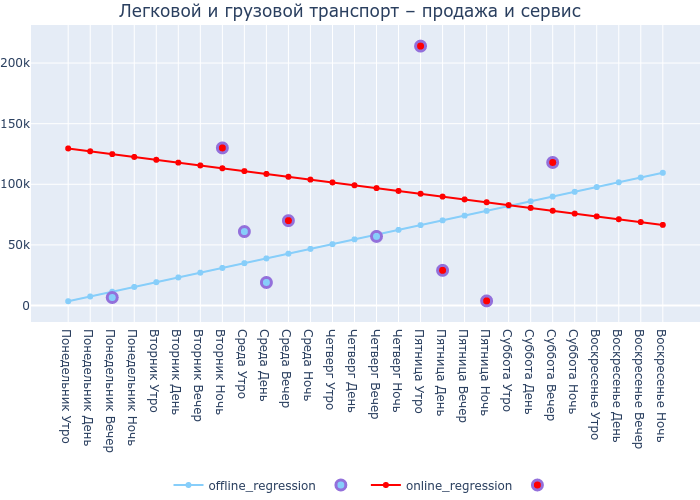 Легковой и грузовой транспорт – продажа и сервис
200k
150k
100k
50k
0
Понедельник Утро
Понедельник День
Понедельник Вечер
Понедельник Ночь
Вторник Утро
Вторник День
Вторник Вечер
Вторник Ночь
Среда Утро
Среда День
Среда Вечер
Среда Ночь
Четверг Утро
Четверг День
Четверг Вечер
Четверг Ночь
Пятница Утро
Пятница День
Пятница Вечер
Пятница Ночь
Суббота Утро
Суббота День
Суббота Вечер
Суббота Ночь
Воскресенье Утро
Воскресенье День
Воскресенье Вечер
Воскресенье Ночь
offline_regression
online_regression